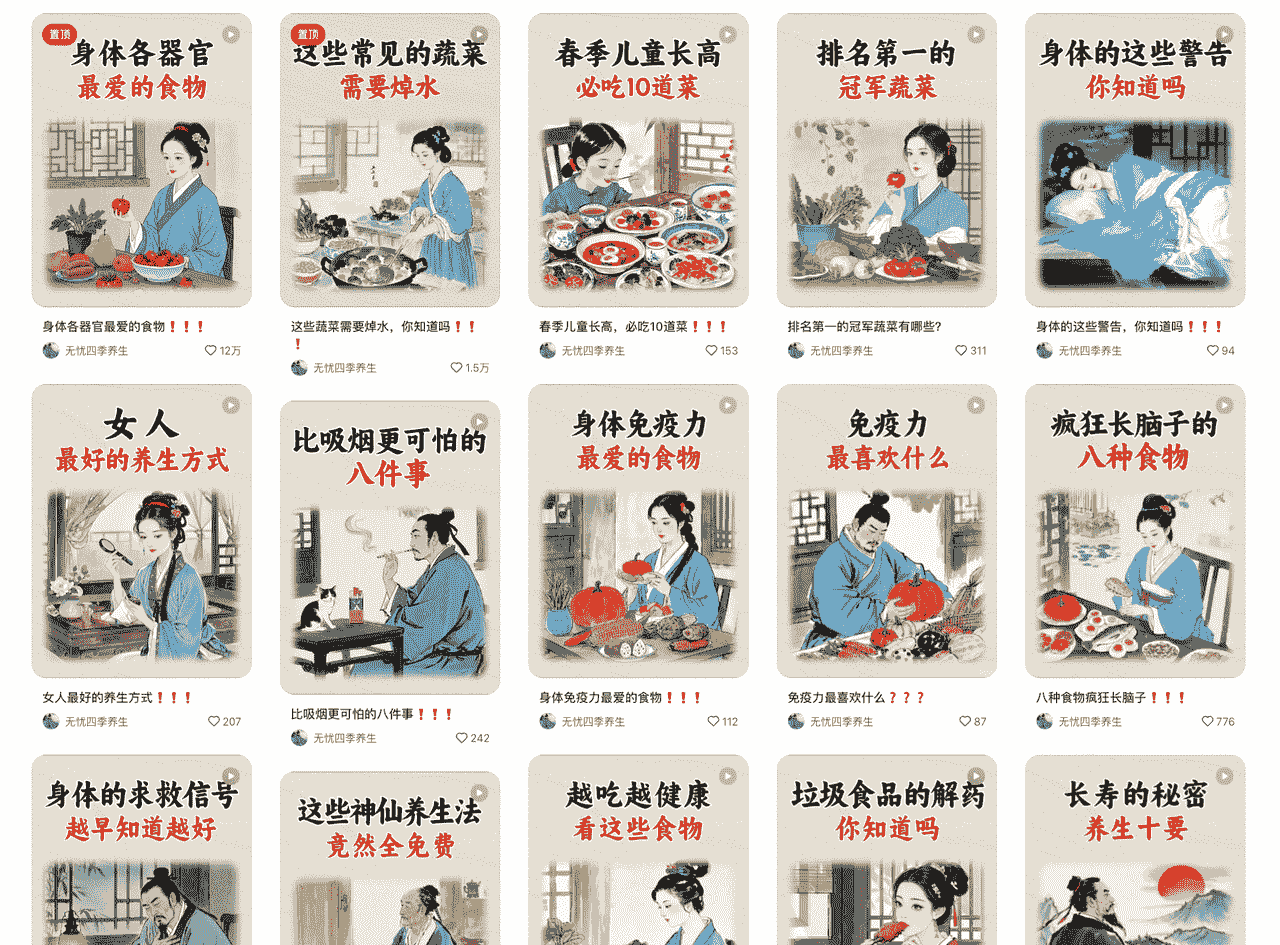 置顶
身体各器官
最爱的食物
身体各器官最爱的食物❗❗❗
无忧四季养生
12万
置顶
这些常见的蔬菜
需要焯水
这些蔬菜需要焯水，你知道吗❗❗
❗
无忧四季养生
1.5万
春季儿童长高
必吃10道菜
春季儿童长高，必吃10道菜❗❗❗
无忧四季养生
153
排名第一的
冠军蔬菜
排名第一的冠军蔬菜有哪些?
无忧四季养生
311
身体的这些警告
你知道吗
身体的这些警告，你知道吗❗❗❗
无忧四季养生
94
女人
最好的养生方式
女人最好的养生方式❗❗❗
无忧四季养生
207
比吸烟更可怕的
八件事
比吸烟更可怕的八件事❗❗❗
无忧四季养生
242
身体免疫力
最爱的食物
身体免疫力最爱的食物❗❗❗
无忧四季养生
112
免疫力
最喜欢什么
免疫力最喜欢什么❓❓❓
无忧四季养生
87
疯狂长脑子的
八种食物
八种食物疯狂长脑子❗❗❗
无忧四季养生
776
身体的求救信号
越早知道越好
这些神仙养生法
竟然全免费
越吃越健康
看这些食物
垃圾食品的解药
你知道吗
长寿的秘密
养生十要